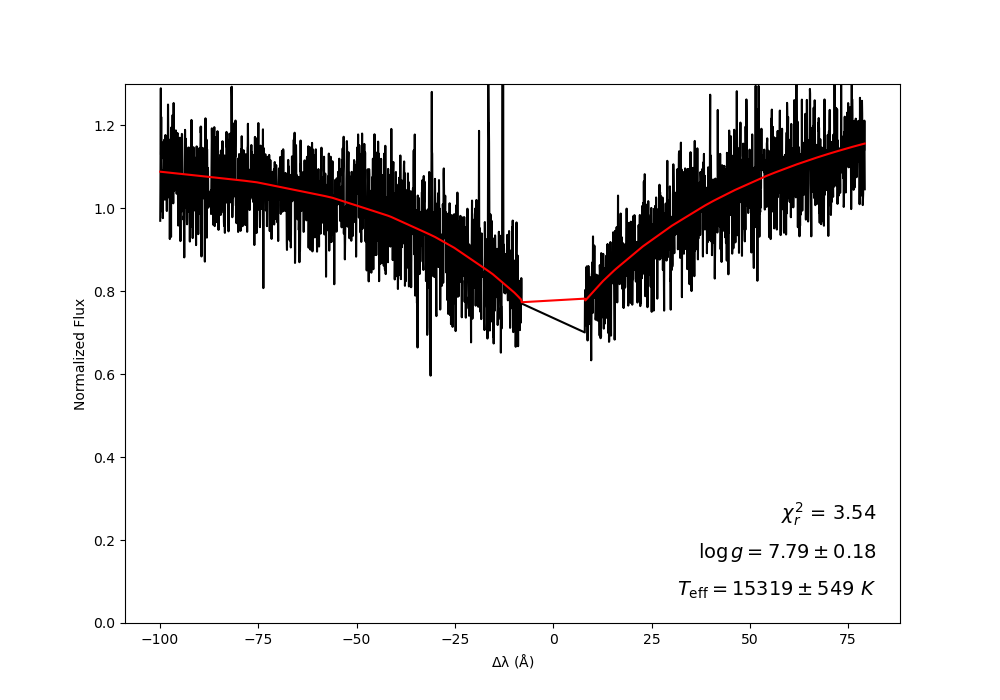 1.2
1.0
0.8
0.6
0.4
0.2
0.0
Normalized Flux
χ²ᵣ = 3.54
log g = 7.79 ± 0.18
T_eff = 15319 ± 549 K
−100 −75 −50 −25 0 25 50 75
Δλ (Å)